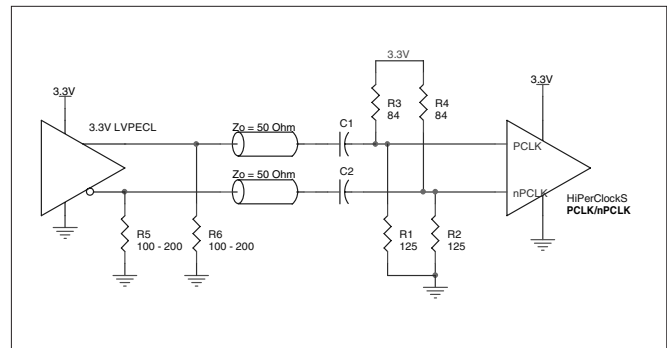 3.3V
3.3V
3.3V
R3
84
R4
84
3.3V LVPECL
Zo = 50 Ohm
C1
PCLK
Zo = 50 Ohm
C2
nPCLK
HiPerClockS
PCLK/nPCLK
R5
100 - 200
R6
100 - 200
R1
125
R2
125